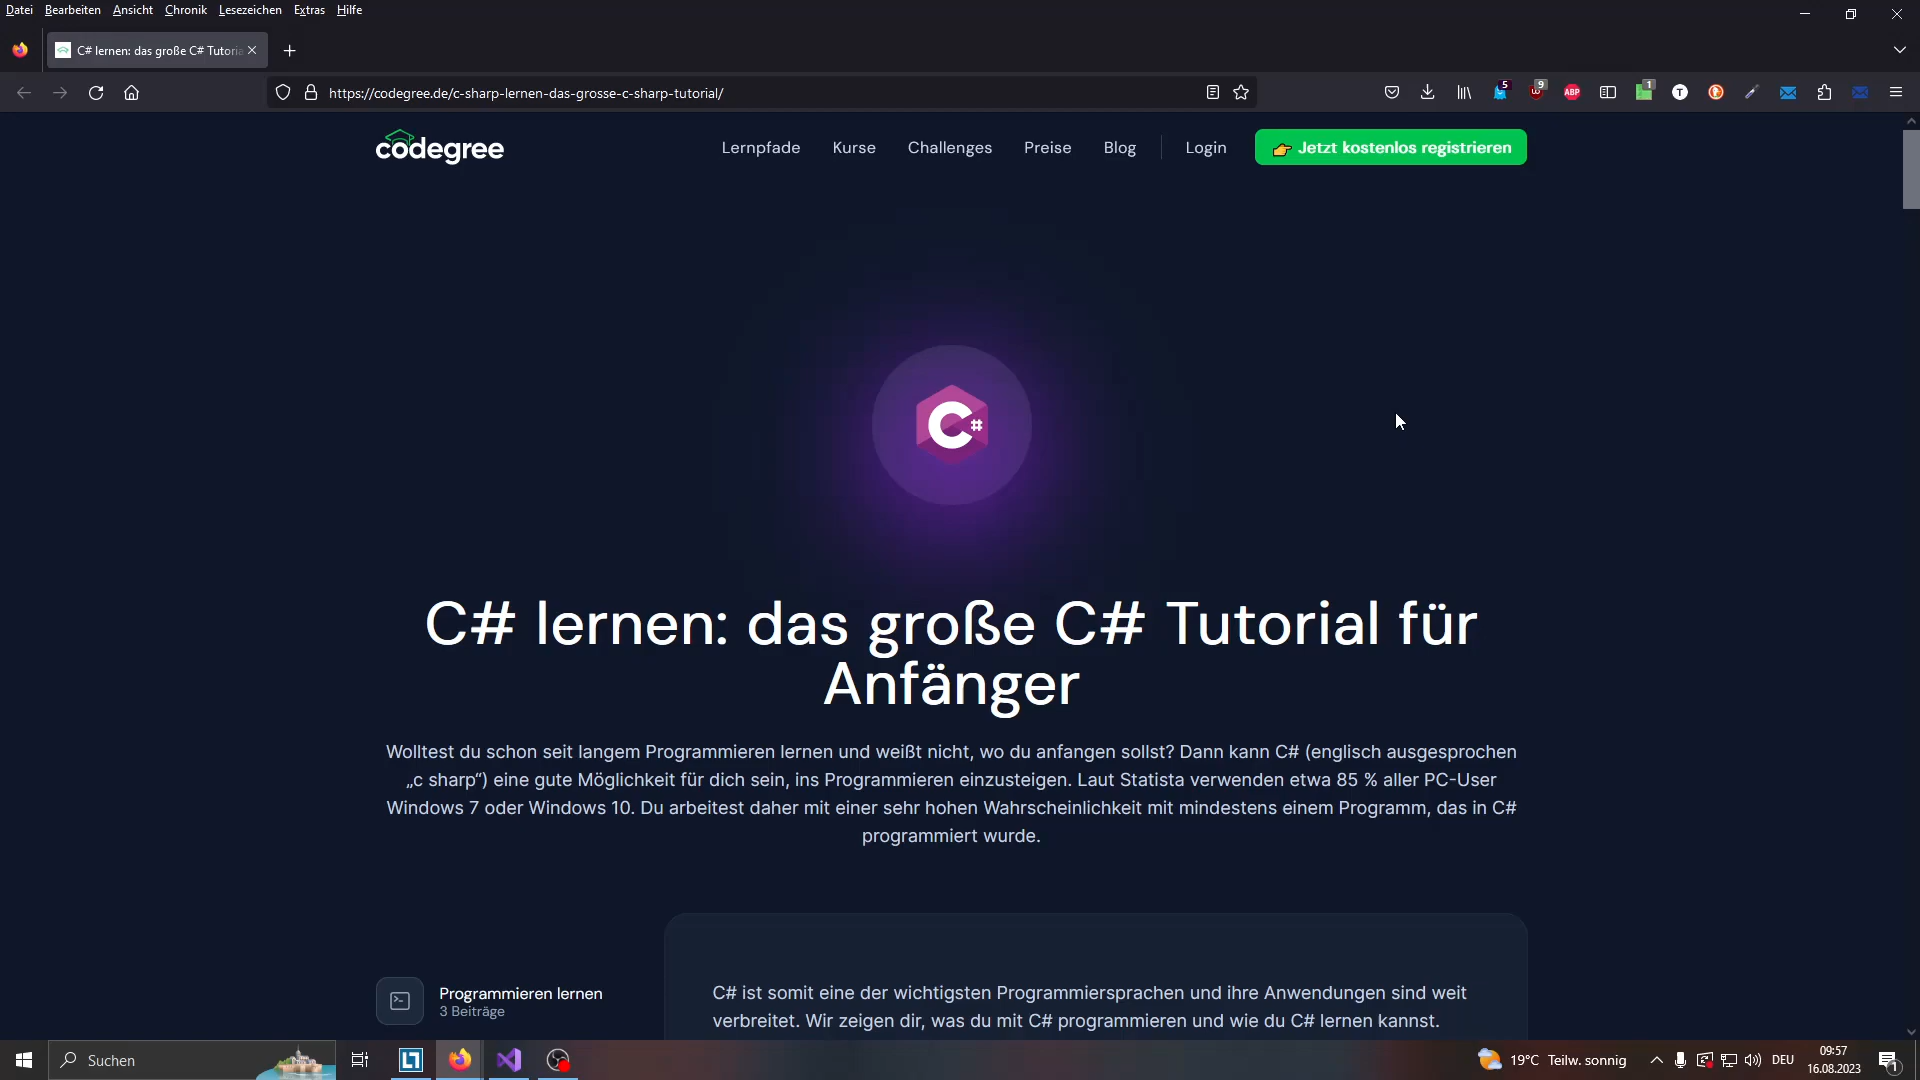 Datei Bearbeiten Ansicht Chronik Lesezeichen Extras Hilfe
C# lernen: das große C# Tutoria
https://codegree.de/c-sharp-lernen-das-grosse-c-sharp-tutorial/
5 9 ABP 1 T
codegree Lernpfade Kurse Challenges Preise Blog Login 👉 Jetzt kostenlos registrieren
C#
C# lernen: das große C# Tutorial für
Anfänger
Wolltest du schon seit langem Programmieren lernen und weißt nicht, wo du anfangen sollst? Dann kann C# (englisch ausgesprochen
„c sharp“) eine gute Möglichkeit für dich sein, ins Programmieren einzusteigen. Laut Statista verwenden etwa 85 % aller PC-User
Windows 7 oder Windows 10. Du arbeitest daher mit einer sehr hohen Wahrscheinlichkeit mit mindestens einem Programm, das in C#
programmiert wurde.
Programmieren lernen
3 Beiträge
C# ist somit eine der wichtigsten Programmiersprachen und ihre Anwendungen sind weit
verbreitet. Wir zeigen dir, was du mit C# programmieren und wie du C# lernen kannst.
Suchen
19°C Teilw. sonnig
DEU
09:57
16.08.2023
1